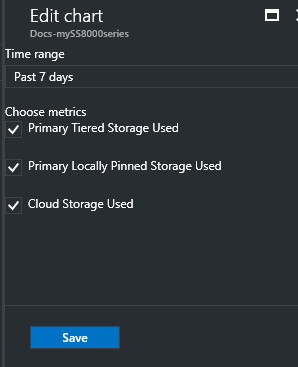 Edit chart
Docs-mySS8000series
Time range
Past 7 days
Choose metrics
Primary Tiered Storage Used
Primary Locally Pinned Storage Used
Cloud Storage Used
Save